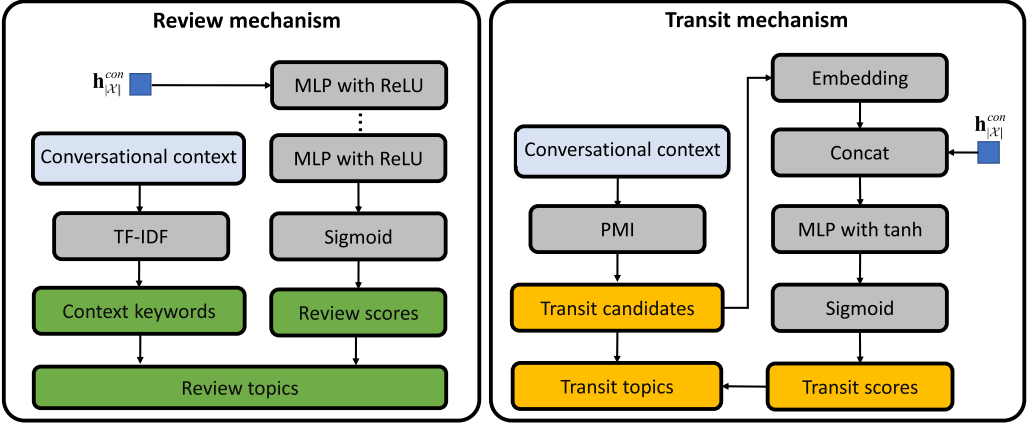 Review mechanism
h^{con}_{|𝒳|}
MLP with ReLU
MLP with ReLU
Conversational context
TF-IDF
Sigmoid
Context keywords
Review scores
Review topics
Transit mechanism
Embedding
h^{con}_{|𝒳|}
Conversational context
Concat
PMI
MLP with tanh
Transit candidates
Sigmoid
Transit topics
Transit scores